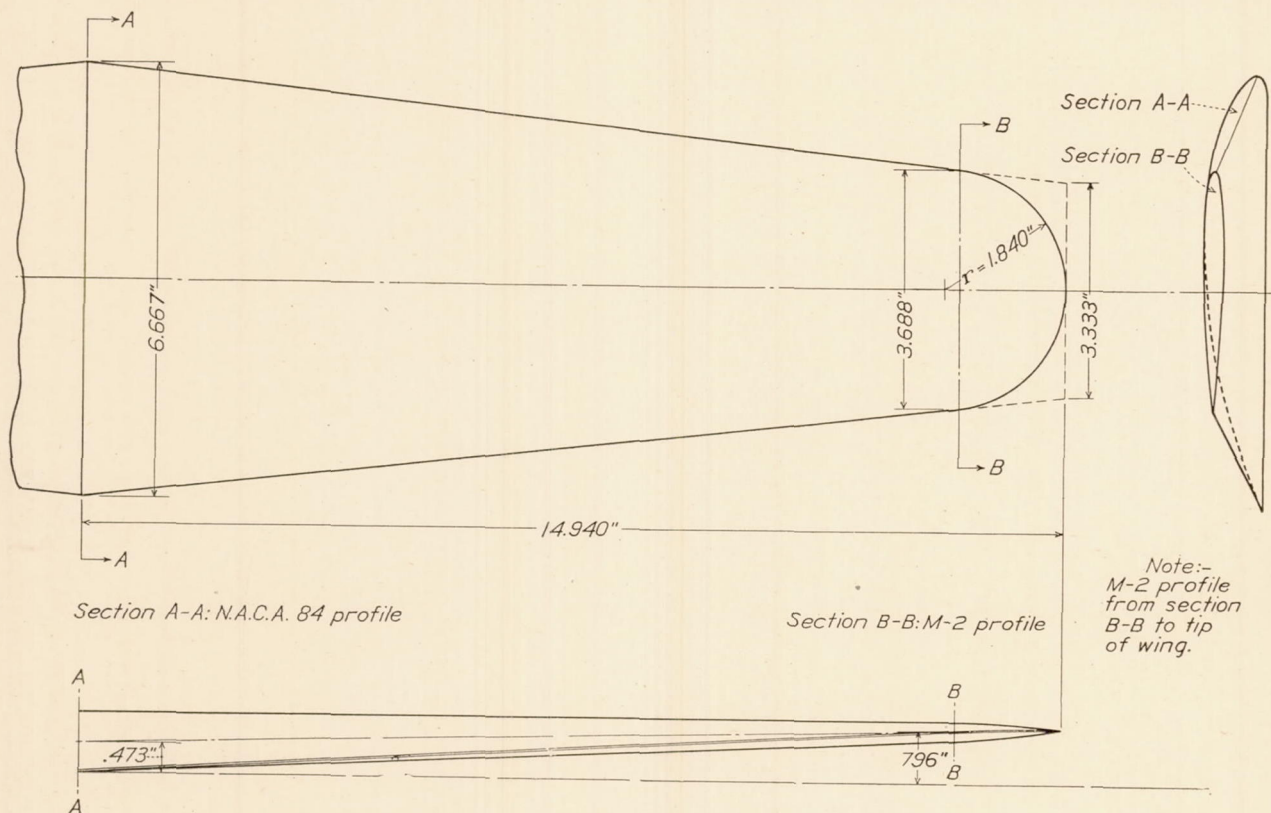 A
B
Section A-A
Section B-B
6.667"
3.688"
r=1.840"
3.333"
B
14.940"
A
Section A-A: N.A.C.A. 84 profile
Section B-B: M-2 profile
Note:-
M-2 profile
from section
B-B to tip
of wing.
A
B
.473"
796"
B
A